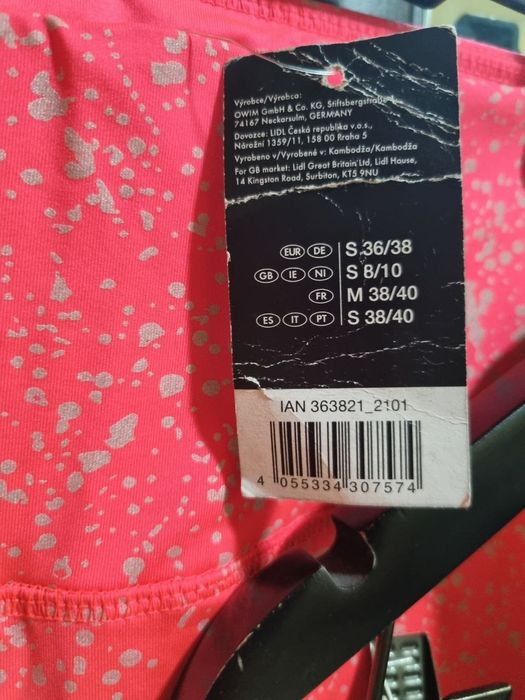 Výrobce/Výrobca:
OWIM GmbH & Co. KG, Stiftsbergstraße 1
74167 Neckarsulm, GERMANY
Dovozce: LIDL Česká republika v.o.s.,
Nárožní 1359/11, 158 00 Praha 5
Vyrobeno v/Vyrobené v: Kambodža/Kambodža
For GB market: Lidl Great Britain Ltd, Lidl House,
14 Kingston Road, Surbiton, KT5 9NU
EUR DE S 36/38
GB IE NI S 8/10
FR M 38/40
ES IT PT S 38/40
IAN 363821_2101
4 055334 307574